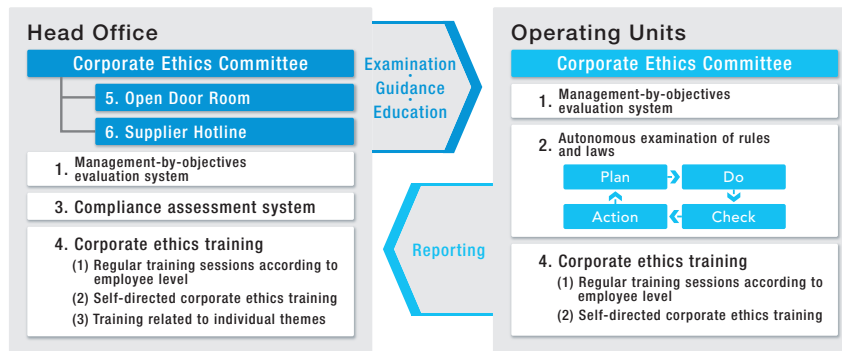 Head Office
Corporate Ethics Committee
5. Open Door Room
6. Supplier Hotline
1. Management-by-objectives
evaluation system
3. Compliance assessment system
4. Corporate ethics training
(1) Regular training sessions according to
employee level
(2) Self-directed corporate ethics training
(3) Training related to individual themes
Examination
・
Guidance
・
Education
Reporting
Operating Units
Corporate Ethics Committee
1. Management-by-objectives
evaluation system
2. Autonomous examination of rules
and laws
Plan
Do
Action
Check
4. Corporate ethics training
(1) Regular training sessions according to
employee level
(2) Self-directed corporate ethics training